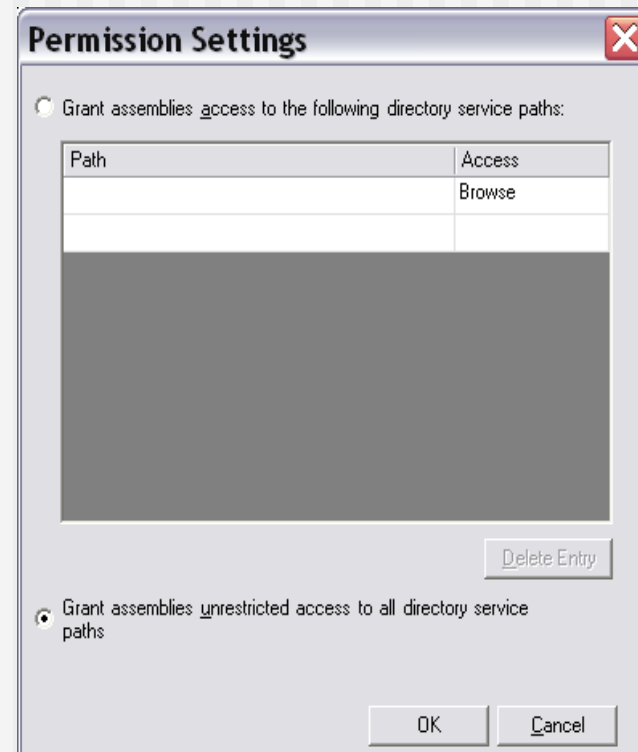 Permission Settings
Grant assemblies access to the following directory service paths:
Path Access
Browse
Delete Entry
Grant assemblies unrestricted access to all directory service
paths
OK Cancel